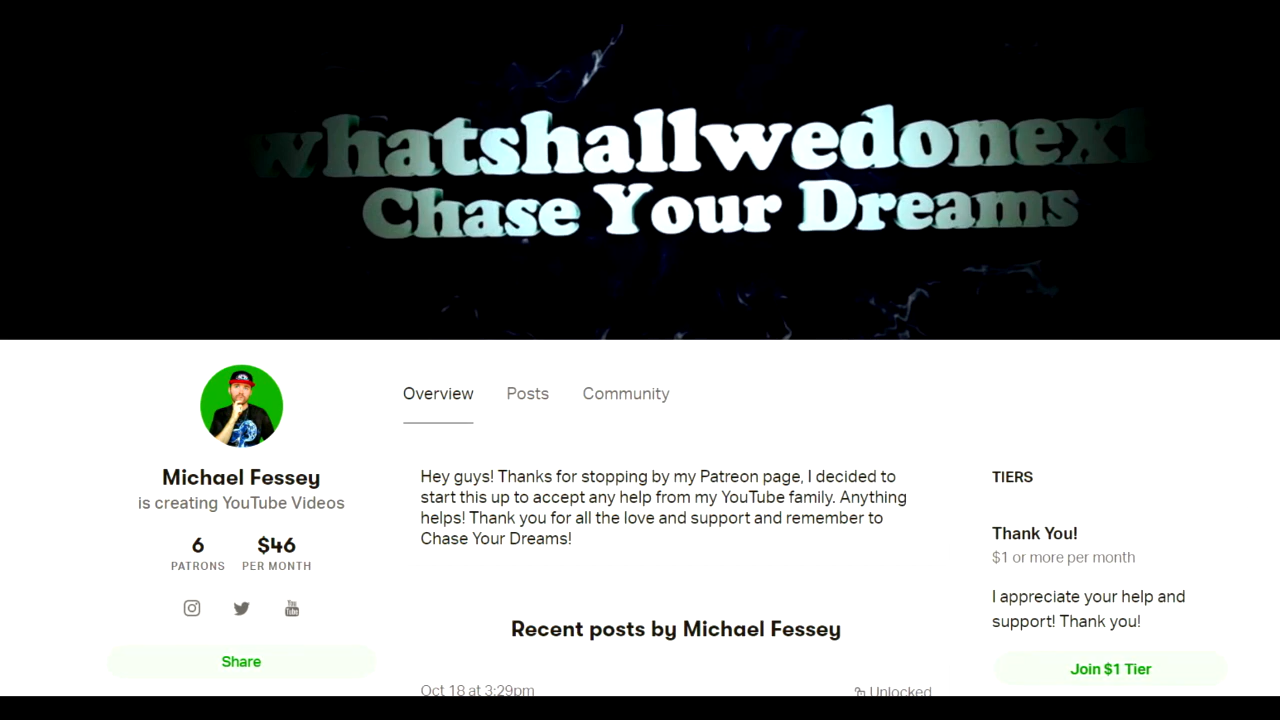 whatshallwedonext
Chase Your Dreams
Michael Fessey
is creating YouTube Videos
6
PATRONS
$46
PER MONTH
Share
Overview
Posts
Community
Hey guys! Thanks for stopping by my Patreon page, I decided to
start this up to accept any help from my YouTube family. Anything
helps! Thank you for all the love and support and remember to
Chase Your Dreams!
Recent posts by Michael Fessey
Oct 18 at 3:29pm
Unlocked
TIERS
Thank You!
$1 or more per month
I appreciate your help and
support! Thank you!
Join $1 Tier